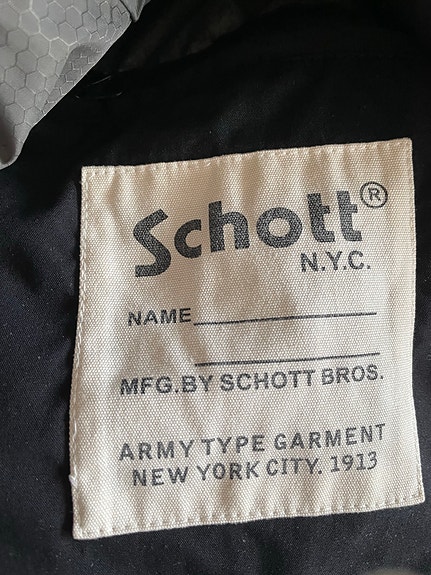 Schott®
N.Y.C.
NAME
MFG.BY SCHOTT BROS.
ARMY TYPE GARMENT
NEW YORK CITY. 1913